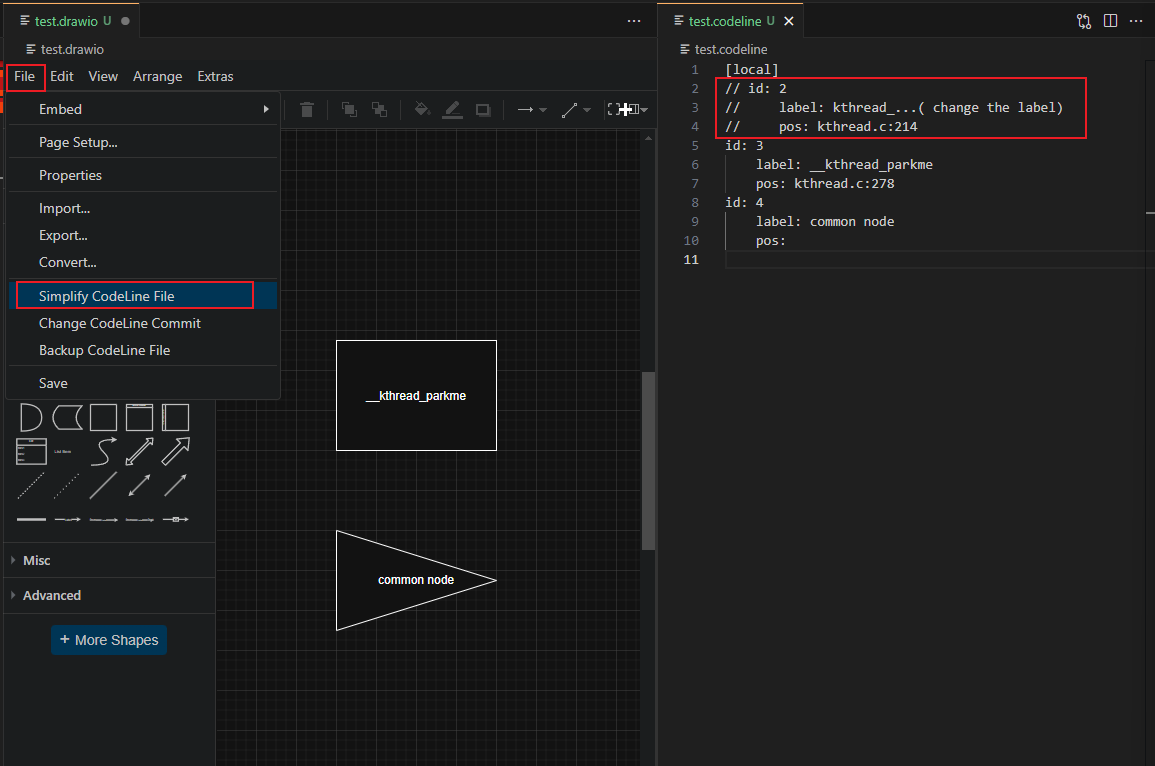 test.drawio U
test.drawio
File Edit View Arrange Extras
Embed
Page Setup...
Properties
Import...
Export...
Convert...
Simplify CodeLine File
Change CodeLine Commit
Backup CodeLine File
Save
__kthread_parkme
common node
Misc
Advanced
+ More Shapes
test.codeline U
test.codeline
1 [local]
2 // id: 2
3 //     label: kthread_...( change the label)
4 //     pos: kthread.c:214
5 id: 3
6     label: __kthread_parkme
7     pos: kthread.c:278
8 id: 4
9     label: common node
10     pos:
11